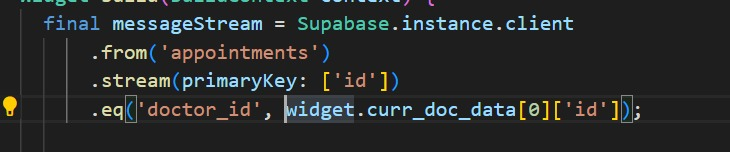 final messageStream = Supabase.instance.client
.from('appointments')
.stream(primaryKey: ['id'])
.eq('doctor_id', widget.curr_doc_data[0]['id']);